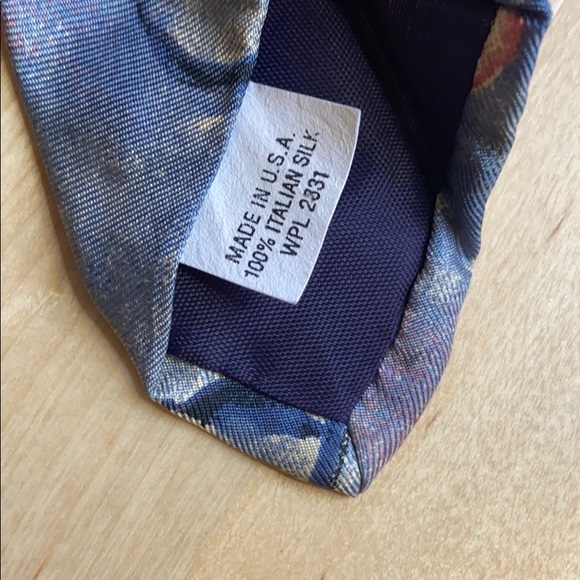 MADE IN U.S.A.
100% ITALIAN SILK
WPL 2831